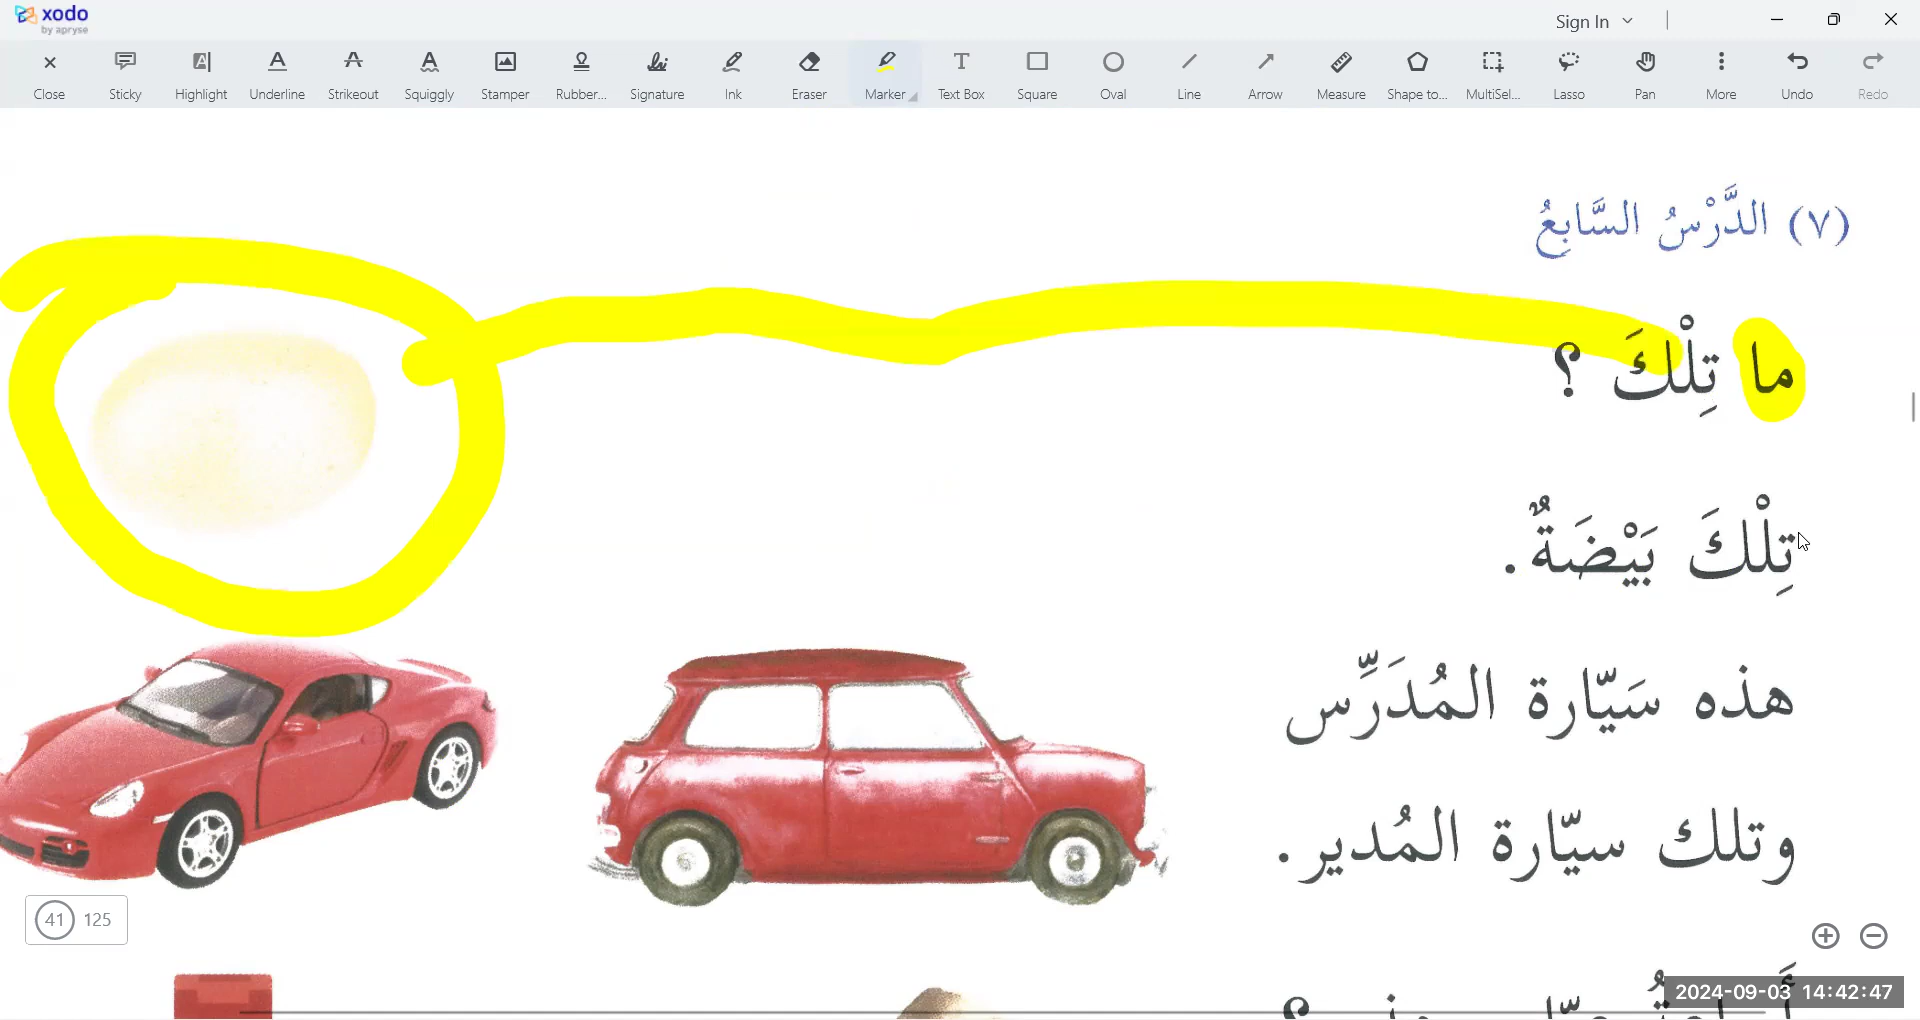 xodo
by apryse
Sign In
Close Sticky Highlight Underline Strikeout Squiggly Stamper Rubber... Signature Ink Eraser Marker Text Box Square Oval Line Arrow Measure Shape to... MultiSel... Lasso Pan More Undo Redo
(٧) الدَّرْسُ السَّابِعُ
ما تِلْكَ ؟
تِلْكَ بَيْضَةٌ.
هذه سَيّارة المُدَرِّس
وتلك سيّارة المُدير.
41 125
2024-09-03 14:42:47